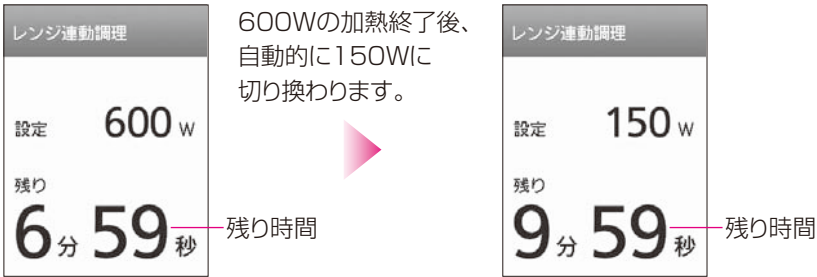 レンジ連動調理
設定 600 W
残り
6 分 59 秒
残り時間
600Wの加熱終了後、
自動的に150Wに
切り換わります。
レンジ連動調理
設定 150 W
残り
9 分 59 秒
残り時間